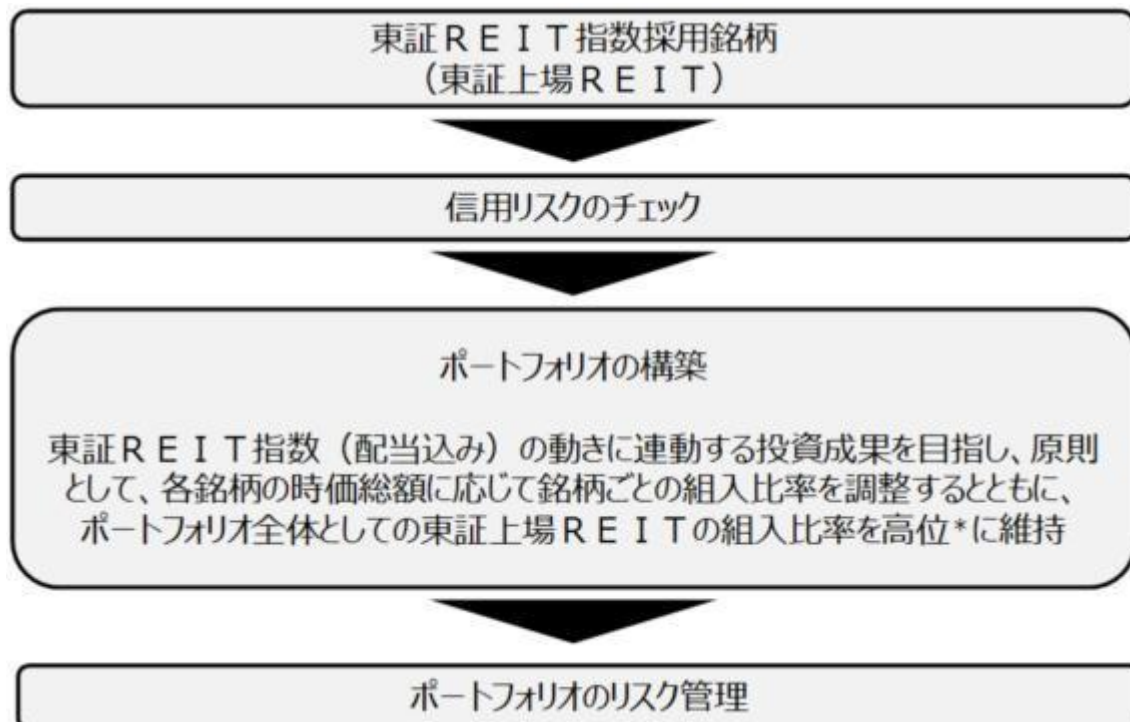 東証ＲＥＩＴ指数採用銘柄
（東証上場ＲＥＩＴ）
信用リスクのチェック
ポートフォリオの構築
東証ＲＥＩＴ指数（配当込み）の動きに連動する投資成果を目指し、原則
として、各銘柄の時価総額に応じて銘柄ごとの組入比率を調整するとともに、
ポートフォリオ全体としての東証上場ＲＥＩＴの組入比率を高位*に維持
ポートフォリオのリスク管理